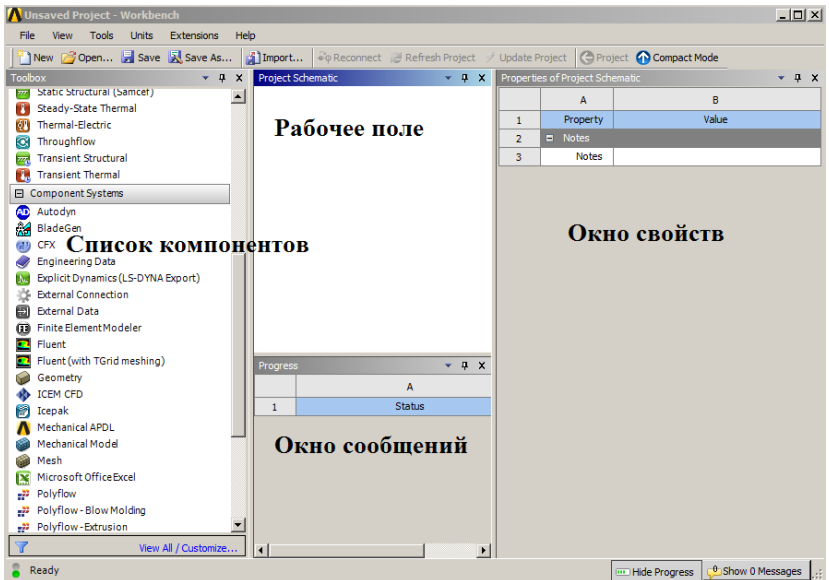 Unsaved Project - Workbench
File View Tools Units Extensions Help
New Open... Save Save As... Import... Reconnect Refresh Project Update Project Project Compact Mode
Toolbox
Static Structural (Samcef)
Steady-State Thermal
Thermal-Electric
Throughflow
Transient Structural
Transient Thermal
Component Systems
Autodyn
BladeGen
CFX
Список компонентов
Engineering Data
Explicit Dynamics (LS-DYNA Export)
External Connection
External Data
Finite Element Modeler
Fluent
Fluent (with TGrid meshing)
Geometry
ICEM CFD
Icepak
Mechanical APDL
Mechanical Model
Mesh
Microsoft Office Excel
Polyflow
Polyflow - Blow Molding
Polyflow - Extrusion
View All / Customize...
Project Schematic
Рабочее поле
Progress
A
1 Status
Окно сообщений
Properties of Project Schematic
A B
1 Property Value
2 Notes
3 Notes
Окно свойств
Ready
Hide Progress
0 Show 0 Messages